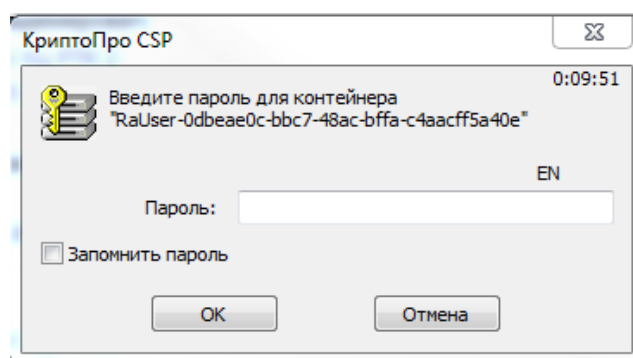 КриптоПро CSP
0:09:51
Введите пароль для контейнера
"RaUser-0dbeae0c-bbc7-48ac-bffa-c4aacff5a40e"
EN
Пароль:
Запомнить пароль
OK Отмена